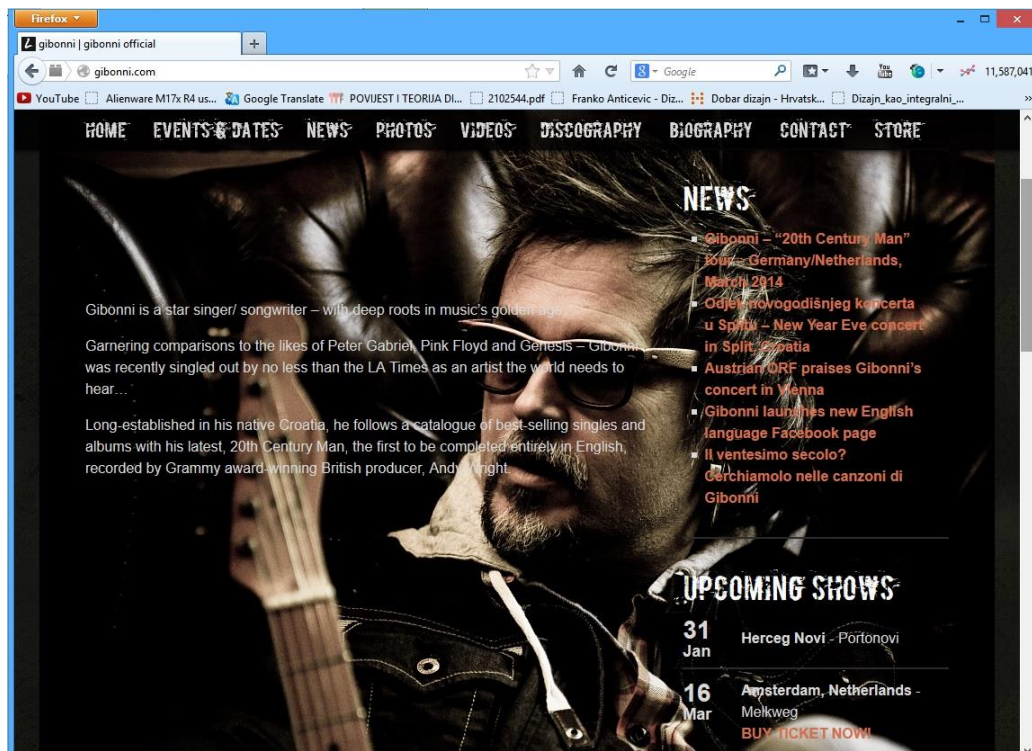 Firefox
gibonni | gibonni official
gibonni.com
Google
11,587,041
YouTube Alienware M17x R4 us... Google Translate POVIJEST I TEORIJA DI... 2102544.pdf Franko Anticevic - Diz... Dobar dizajn - Hrvatsk... Dizajn_kao_integralni_... »
HOME EVENTS & DATES NEWS PHOTOS VIDEOS DISCOGRAPHY BIOGRAPHY CONTACT STORE
Gibonni is a star singer/ songwriter – with deep roots in music's golden age.
Garnering comparisons to the likes of Peter Gabriel, Pink Floyd and Genesis – Gibonni
was recently singled out by no less than the LA Times as an artist the world needs to
hear…
Long-established in his native Croatia, he follows a catalogue of best-selling singles and
albums with his latest, 20th Century Man, the first to be completed entirely in English,
recorded by Grammy award-winning British producer, Andy Wright.
NEWS
Gibonni – “20th Century Man”
tour – Germany/Netherlands,
March 2014
Odjek novogodišnjeg koncerta
u Splitu – New Year Eve concert
in Split, Croatia
Austrian ORF praises Gibonni’s
concert in Vienna
Gibonni launches new English
language Facebook page
Il ventesimo secolo?
Cerchiamolo nelle canzoni di
Gibonni
UPCOMING SHOWS
31
Jan
Herceg Novi - Portonovi
16
Mar
Amsterdam, Netherlands -
Melkweg
BUY TICKET NOW!